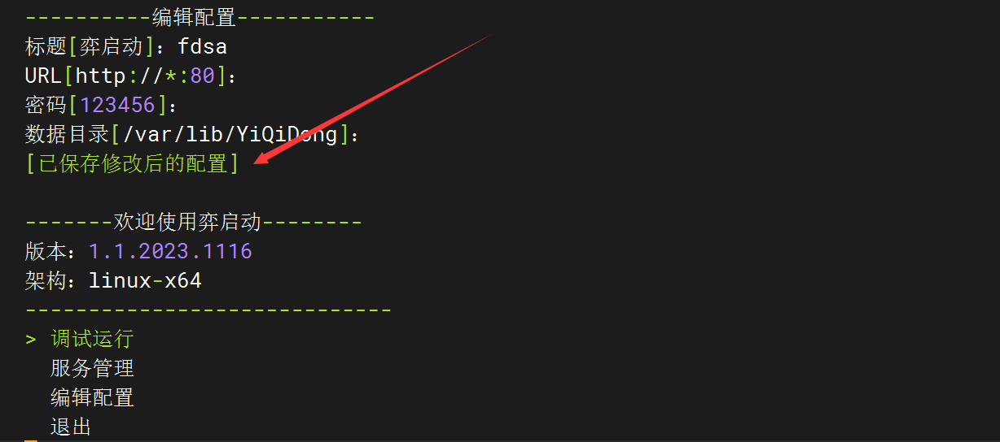 ----------编辑配置-----------
标题[弈启动]：fdsa
URL[http://*:80]：
密码[123456]：
数据目录[/var/lib/YiQiDong]：
[已保存修改后的配置]
-------欢迎使用弈启动--------
版本：1.1.2023.1116
架构：linux-x64
-----------------------------
> 调试运行
服务管理
编辑配置
退出